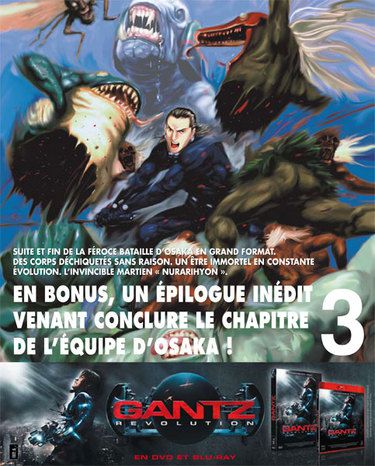 SUITE ET FIN DE LA FÉROCE BATAILLE D'OSAKA EN GRAND FORMAT.
DES CORPS DÉCHIQUETÉS SANS RAISON. UN ÊTRE IMMORTEL EN CONSTANTE
ÉVOLUTION. L'INVINCIBLE MARTIEN « NURARIHYON ».
EN BONUS, UN ÉPILOGUE INÉDIT
VENANT CONCLURE LE CHAPITRE
DE L'ÉQUIPE D'OSAKA !
3
GANTZ
REVOLUTION
EN DVD ET BLU-RAY